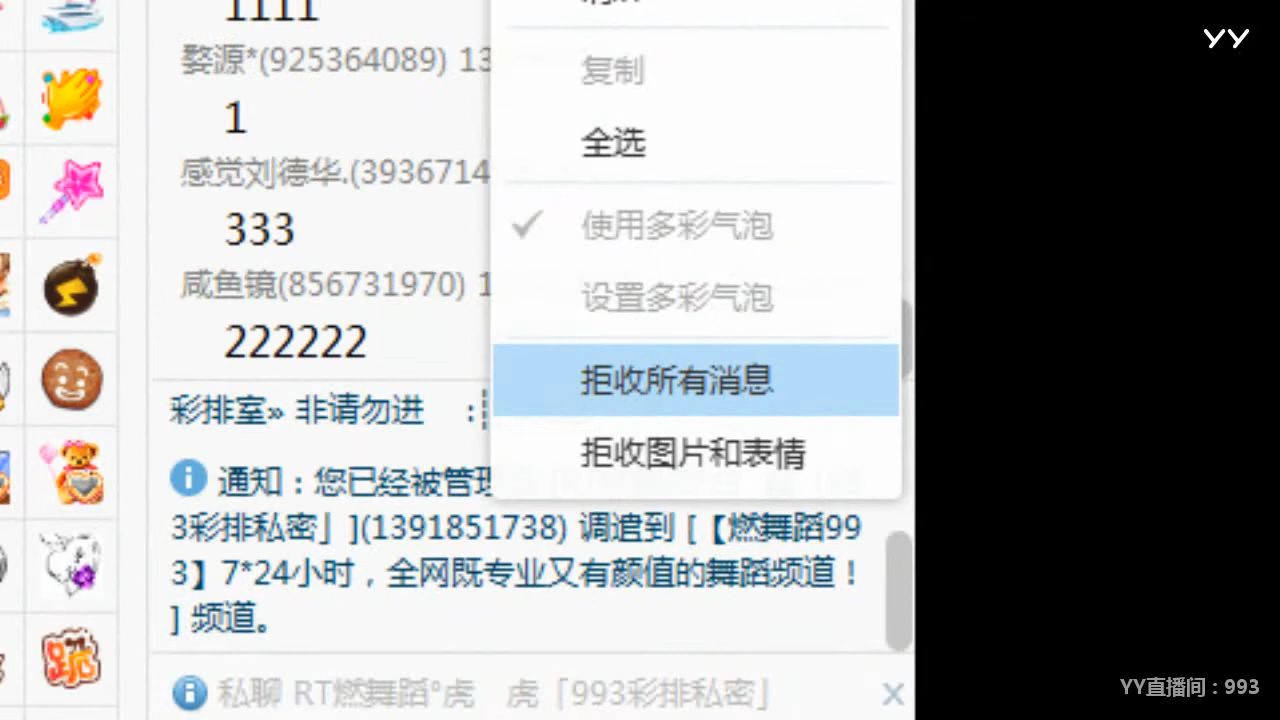 1111
YY
婺源*(925364089) 13
复制
1
全选
感觉刘德华.(3936714
333
使用多彩气泡
咸鱼镜(856731970) 1
设置多彩气泡
222222
拒收所有消息
彩排室» 非请勿进
拒收图片和表情
通知：您已经被管理
3彩排私密」](1391851738) 调遣到 [【燃舞蹈99
3】7*24小时，全网既专业又有颜值的舞蹈频道！
] 频道。
跪
私聊 RT燃舞蹈°虎 虎「993彩排私密」
YY直播间：993